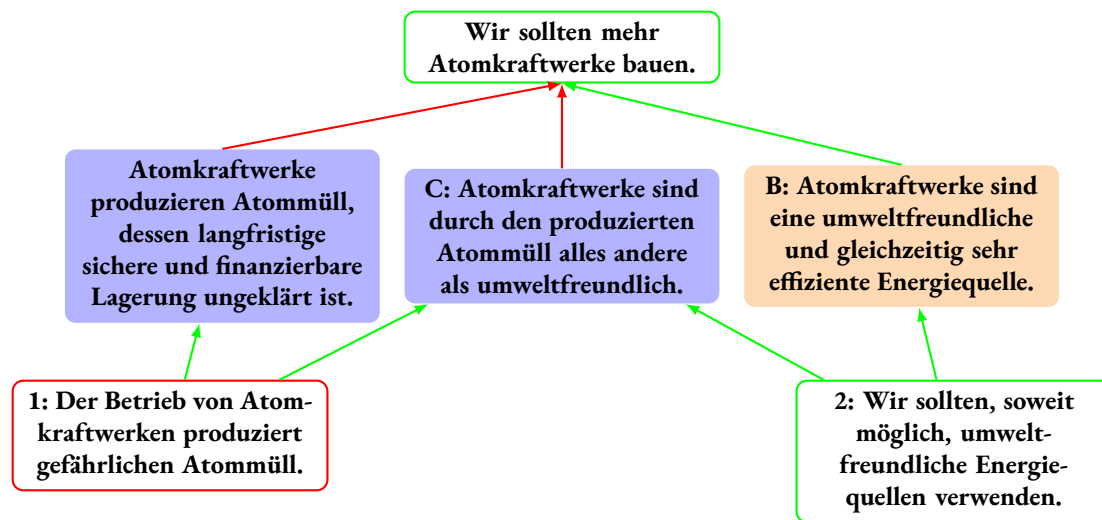 Wir sollten mehr
Atomkraftwerke bauen.
Atomkraftwerke
produzieren Atommüll,
dessen langfristige
sichere und finanzierbare
Lagerung ungeklärt ist.
C: Atomkraftwerke sind
durch den produzierten
Atommüll alles andere
als umweltfreundlich.
B: Atomkraftwerke sind
eine umweltfreundliche
und gleichzeitig sehr
effiziente Energiequelle.
1: Der Betrieb von Atom-
kraftwerken produziert
gefährlichen Atommüll.
2: Wir sollten, soweit
möglich, umwelt-
freundliche Energie-
quellen verwenden.